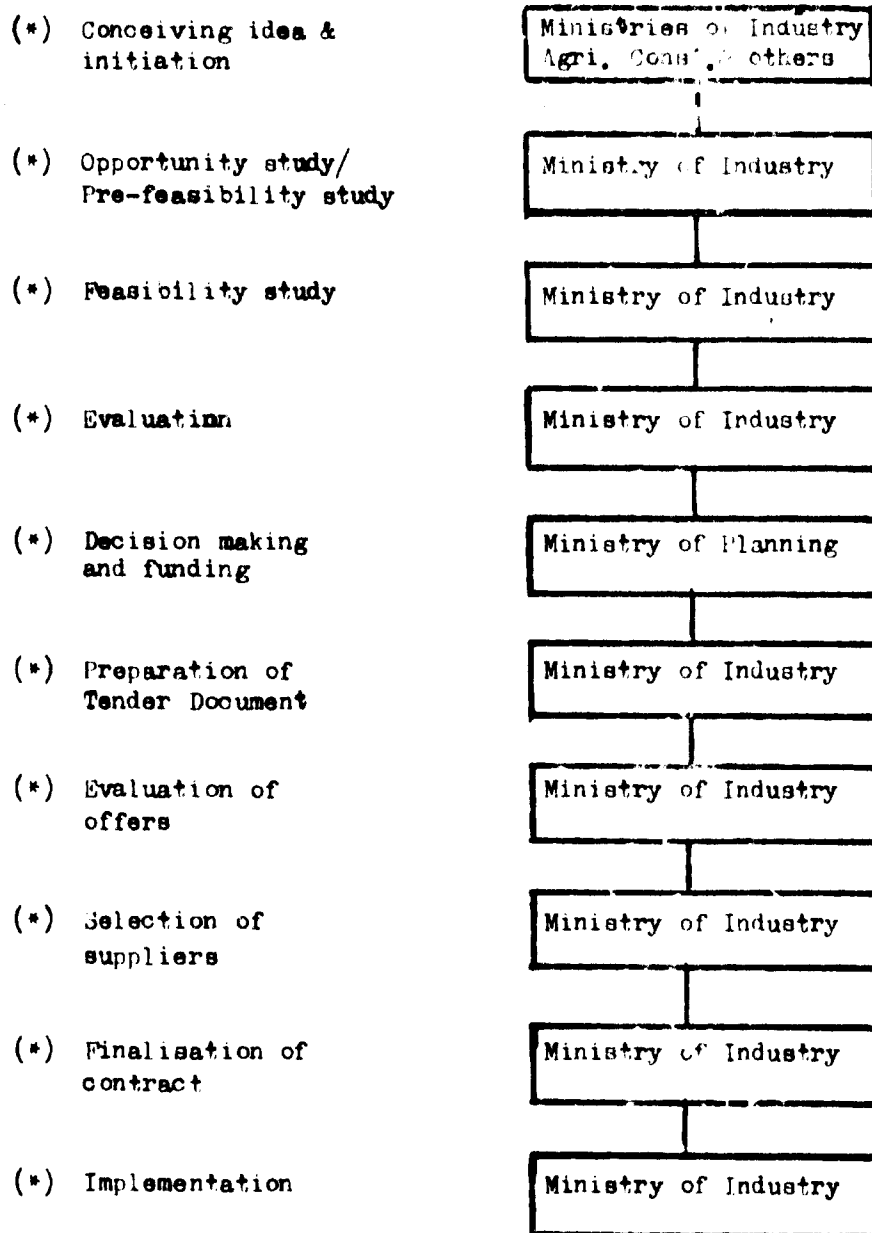 (*) Conceiving idea & Ministries of Industry
initiation Agri. Const. & others
(*) Opportunity study/ Ministry of Industry
Pre-feasibility study
(*) Feasibility study Ministry of Industry
(*) Evaluation Ministry of Industry
(*) Decision making Ministry of Planning
and funding
(*) Preparation of Ministry of Industry
Tender Document
(*) Evaluation of Ministry of Industry
offers
(*) Selection of Ministry of Industry
suppliers
(*) Finalisation of Ministry of Industry
contract
(*) Implementation Ministry of Industry